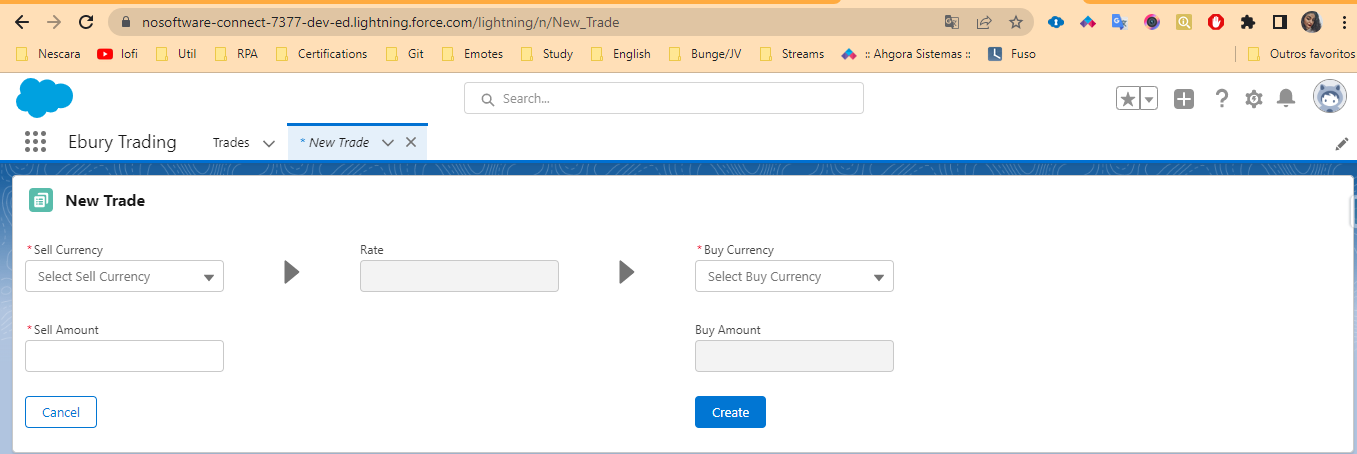 nosoftware-connect-7377-dev-ed.lightning.force.com/lightning/n/New_Trade
Nescara lofi Util RPA Certifications Git Emotes Study English Bunge/JV Streams :: Ahgora Sistemas :: Fuso Outros favoritos
Search...
Ebury Trading Trades * New Trade
New Trade
*Sell Currency Rate *Buy Currency
Select Sell Currency Select Buy Currency
*Sell Amount Buy Amount
Cancel Create